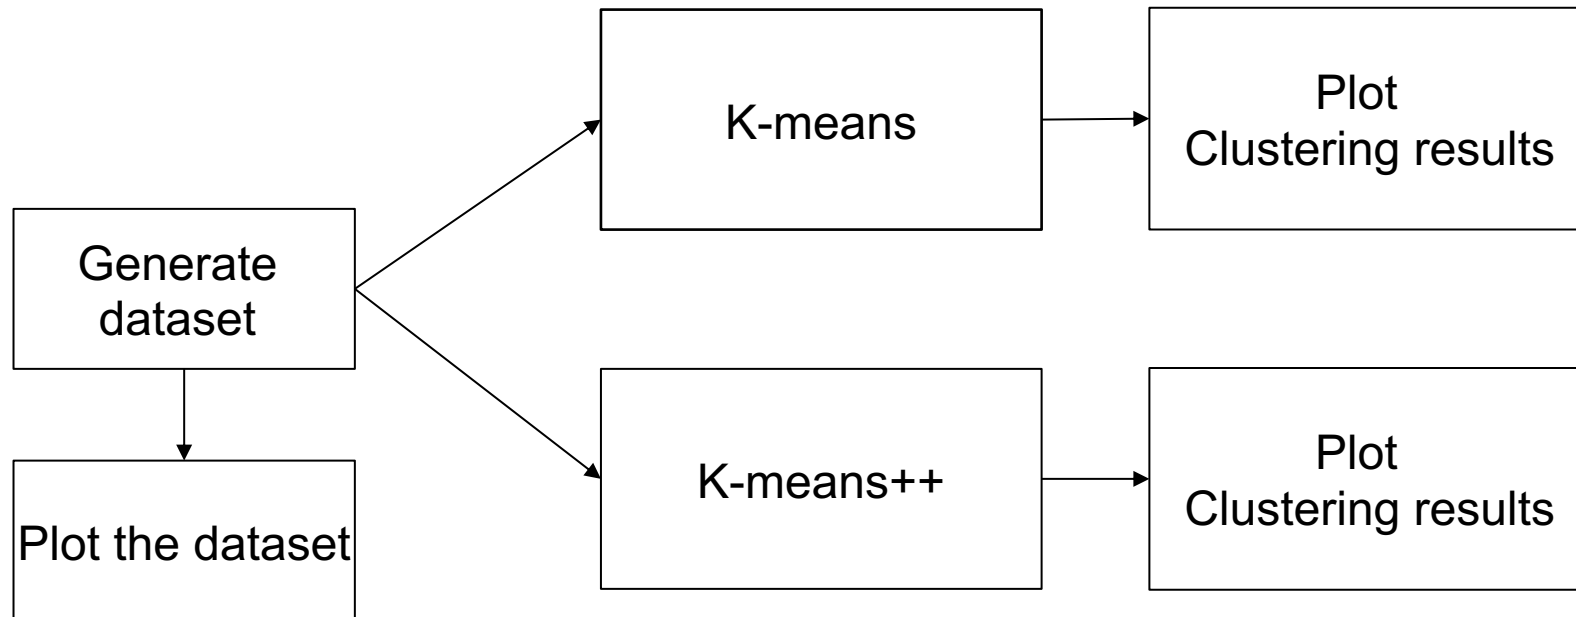 Generate
dataset
Plot the dataset
K-means
Plot
Clustering results
K-means++
Plot
Clustering results